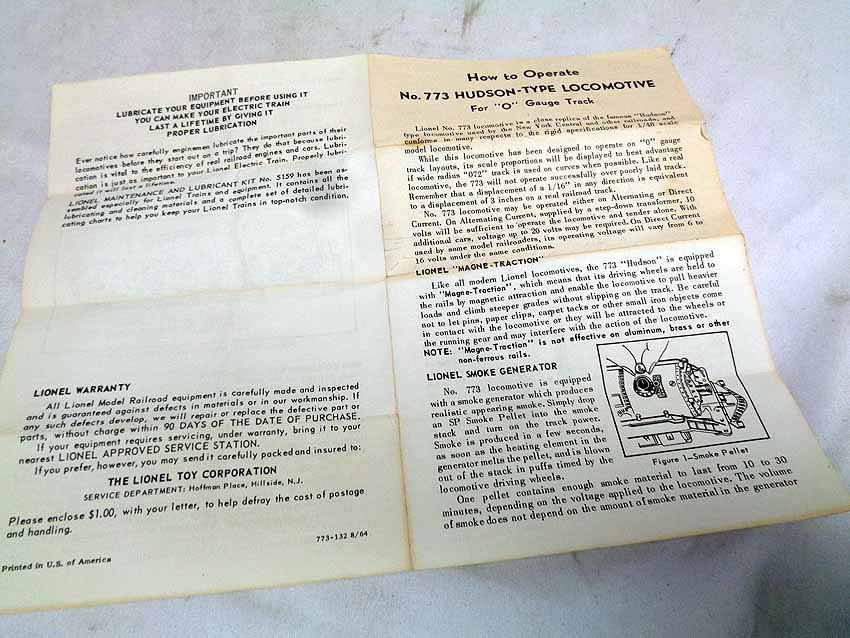 IMPORTANT
LUBRICATE YOUR EQUIPMENT BEFORE USING IT
YOU CAN MAKE YOUR ELECTRIC TRAIN
LAST A LIFETIME BY GIVING IT
PROPER LUBRICATION
Ever notice how carefully enginemen lubricate the important parts of their
locomotives before they start out on a trip? They do that because lubri-
cation is vital to the efficiency of real railroad engines and cars. Lubri-
cation is just as important to your Lionel Electric Train. Properly lubri-
cated it will last a lifetime.
LIONEL MAINTENANCE AND LUBRICANT KIT No. 5159 has been as-
sembled especially for Lionel Trains and equipment. It contains all the
lubricating and cleaning materials and a complete set of detailed lubri-
cating charts to help you keep your Lionel Trains in top-notch condition.
LIONEL WARRANTY
All Lionel Model Railroad equipment is carefully made and inspected
and is guaranteed against defects in materials or in our workmanship. If
any such defects develop, we will repair or replace the defective part or
parts, without charge within 90 DAYS OF THE DATE OF PURCHASE.
If your equipment requires servicing, under warranty, bring it to your
nearest LIONEL APPROVED SERVICE STATION.
If you prefer, however, you may send it carefully packed and insured to:
THE LIONEL TOY CORPORATION
SERVICE DEPARTMENT: Hoffman Place, Hillside, N.J.
Please enclose $1.00, with your letter, to help defray the cost of postage
and handling.
773-132 8/64
Printed in U.S. of America
How to Operate
No. 773 HUDSON-TYPE LOCOMOTIVE
For "O" Gauge Track
Lionel No. 773 locomotive is a close replica of the famous "Hudson"
type locomotive used by the New York Central and other railroads, and
conforms in many respects to the rigid specifications for 1/48 scale
model locomotive.
While this locomotive has been designed to operate on "0" gauge
track layouts, its scale proportions will be displayed to best advantage
if wide radius "072" track is used on curves when possible. Like a real
locomotive, the 773 will not operate successfully over poorly laid track.
Remember that a displacement of a 1/16" in any direction is equivalent
to a displacement of 3 inches on a real railroad track.
No. 773 locomotive may be operated either on Alternating or Direct
Current. On Alternating Current, supplied by a step-down transformer, 10
volts will be sufficient to operate the locomotive and tender alone. With
additional cars, voltage up to 20 volts may be required. On Direct Current
used by some model railroaders, its operating voltage will vary from 6 to
16 volts under the same conditions.
LIONEL "MAGNE-TRACTION"
Like all modern Lionel locomotives, the 773 "Hudson" is equipped
with "Magne-Traction", which means that its driving wheels are held to
the rails by magnetic attraction and enable the locomotive to pull heavier
loads and climb steeper grades without slipping on the track. Be careful
not to let pins, paper clips, carpet tacks or other small iron objects come
in contact with the locomotive or they will be attracted to the wheels or
the running gear and may interfere with the action of the locomotive.
NOTE: "Magne-Traction" is not effective on aluminum, brass or other
non-ferrous rails.
LIONEL SMOKE GENERATOR
No. 773 locomotive is equipped
with a smoke generator which produces
realistic appearing smoke. Simply drop
an SP Smoke Pellet into the smoke
stack and turn on the track power.
Smoke is produced in a few seconds,
as soon as the heating element in the
generator melts the pellet, and is blown
out of the stack in puffs timed by the
locomotive driving wheels.
Figure 1—Smoke Pellet
One pellet contains enough smoke material to last from 10 to 30
minutes, depending on the voltage applied to the locomotive. The volume
of smoke does not depend on the amount of smoke material in the generator